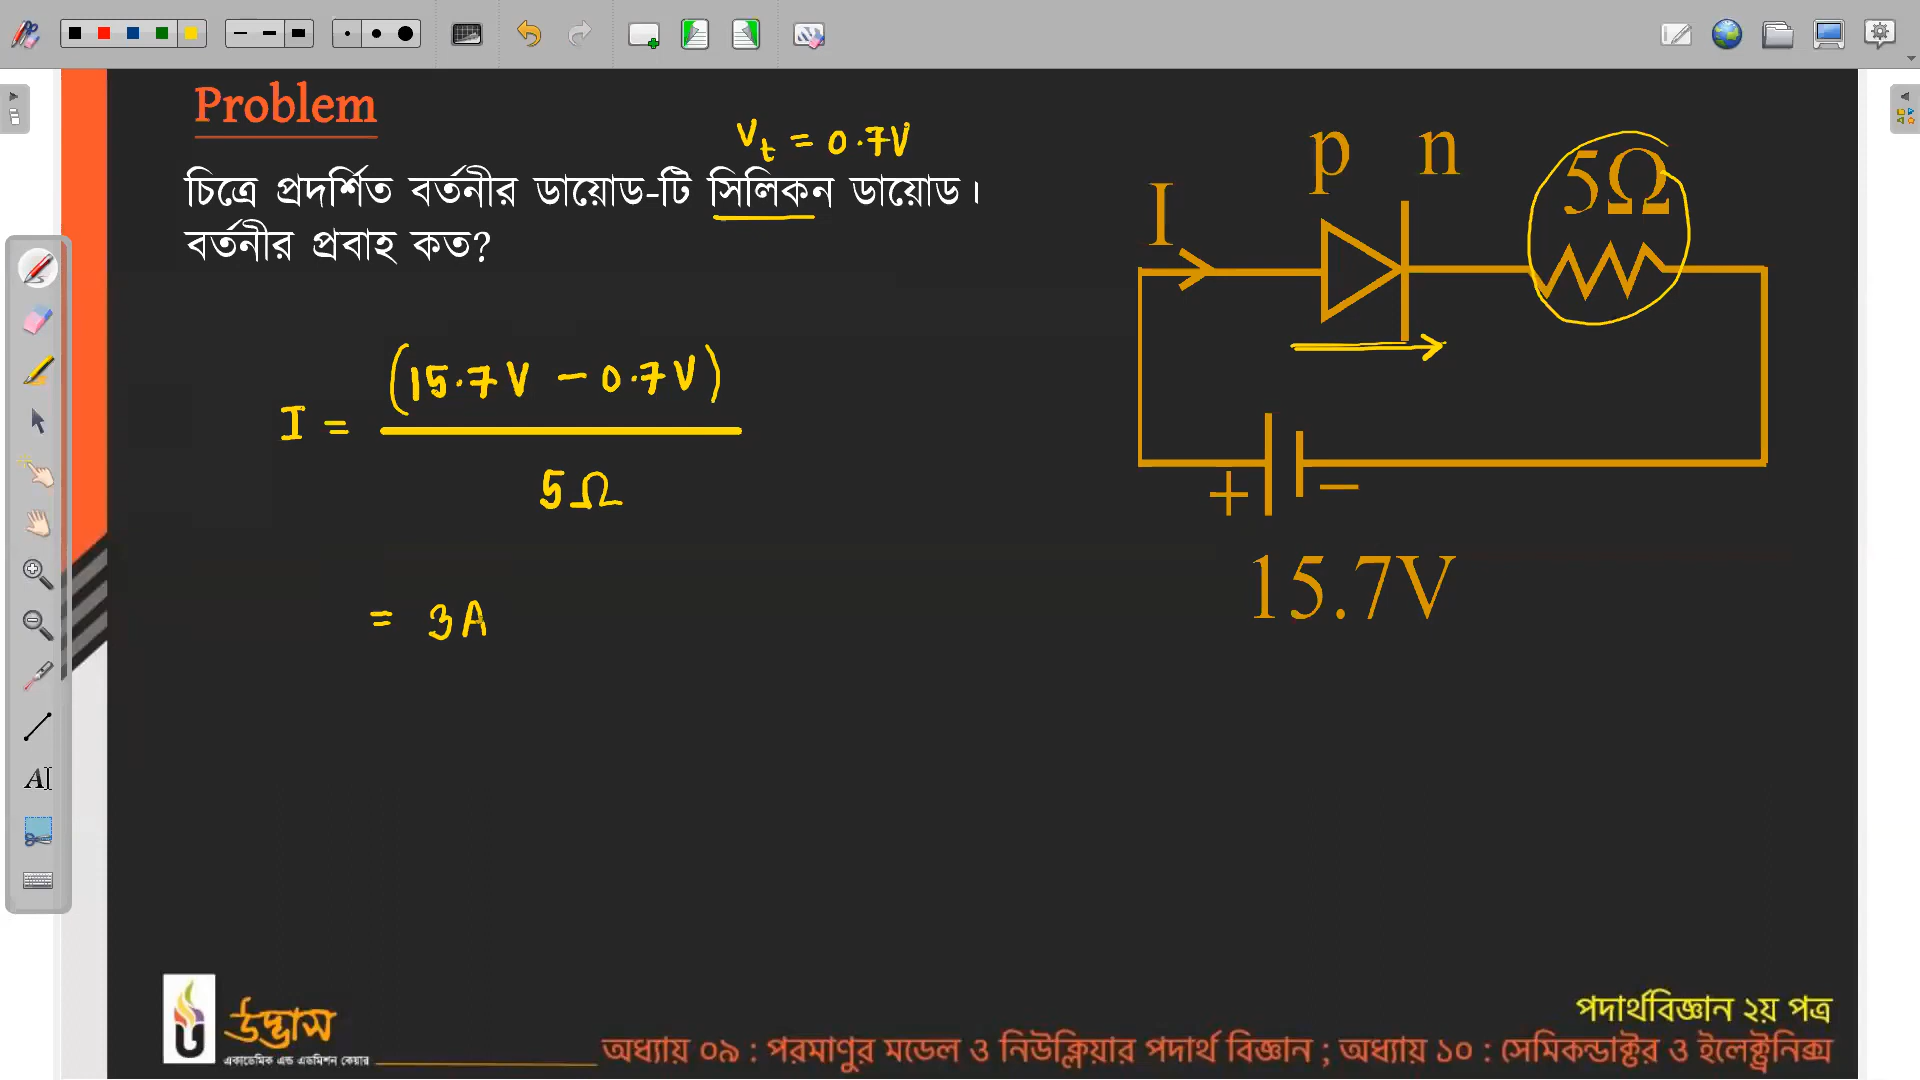 Problem
V_t = 0.7V
চিত্রে প্রদর্শিত বর্তনীর ডায়োড-টি সিলিকন ডায়োড।
বর্তনীর প্রবাহ কত?
I = (15.7V - 0.7V)
5Ω
= 3A
p n
5Ω
I
+ −
15.7V
উদ্ভাস
একাডেমিক এন্ড এডমিশন কেয়ার
পদার্থবিজ্ঞান ২য় পত্র
অধ্যায় ০৯ : পরমাণুর মডেল ও নিউক্লিয়ার পদার্থ বিজ্ঞান ; অধ্যায় ১০ : সেমিকন্ডাক্টর ও ইলেক্ট্রনিক্স